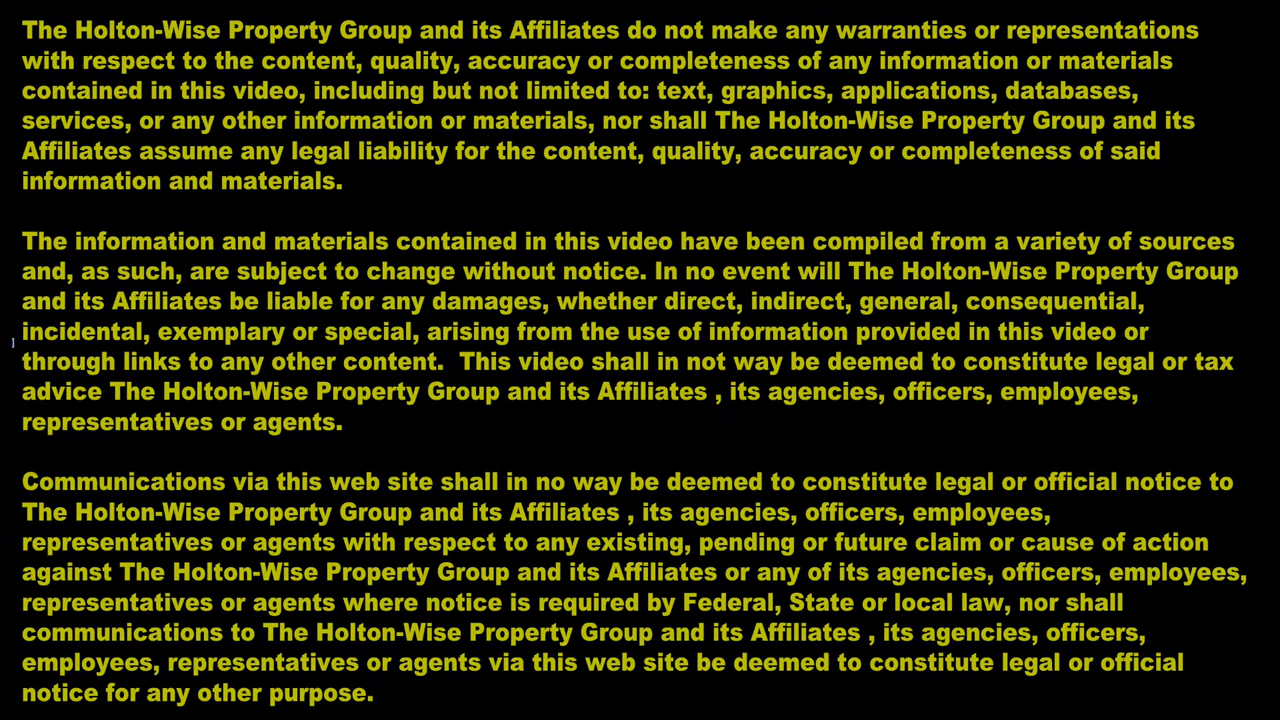 The Holton-Wise Property Group and its Affiliates do not make any warranties or representations
with respect to the content, quality, accuracy or completeness of any information or materials
contained in this video, including but not limited to: text, graphics, applications, databases,
services, or any other information or materials, nor shall The Holton-Wise Property Group and its
Affiliates assume any legal liability for the content, quality, accuracy or completeness of said
information and materials.

The information and materials contained in this video have been compiled from a variety of sources
and, as such, are subject to change without notice. In no event will The Holton-Wise Property Group
and its Affiliates be liable for any damages, whether direct, indirect, general, consequential,
incidental, exemplary or special, arising from the use of information provided in this video or
through links to any other content.  This video shall in not way be deemed to constitute legal or tax
advice The Holton-Wise Property Group and its Affiliates , its agencies, officers, employees,
representatives or agents.

Communications via this web site shall in no way be deemed to constitute legal or official notice to
The Holton-Wise Property Group and its Affiliates , its agencies, officers, employees,
representatives or agents with respect to any existing, pending or future claim or cause of action
against The Holton-Wise Property Group and its Affiliates or any of its agencies, officers, employees,
representatives or agents where notice is required by Federal, State or local law, nor shall
communications to The Holton-Wise Property Group and its Affiliates , its agencies, officers,
employees, representatives or agents via this web site be deemed to constitute legal or official
notice for any other purpose.